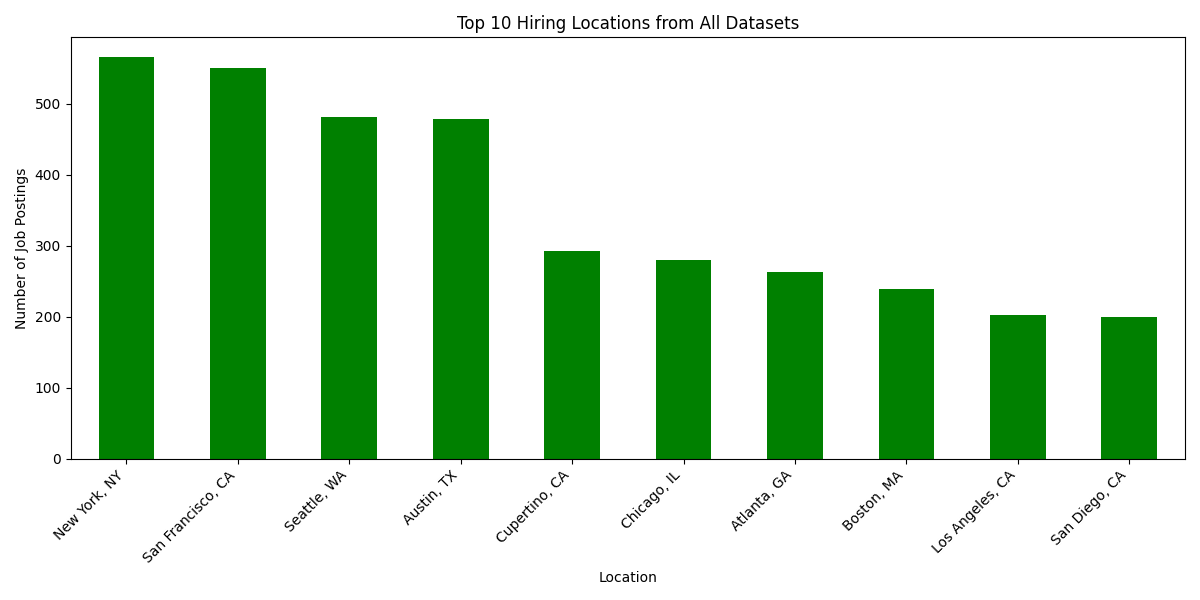 Top 10 Hiring Locations from All Datasets
Number of Job Postings
500
400
300
200
100
0
New York, NY
San Francisco, CA
Seattle, WA
Austin, TX
Cupertino, CA
Chicago, IL
Atlanta, GA
Boston, MA
Los Angeles, CA
San Diego, CA
Location